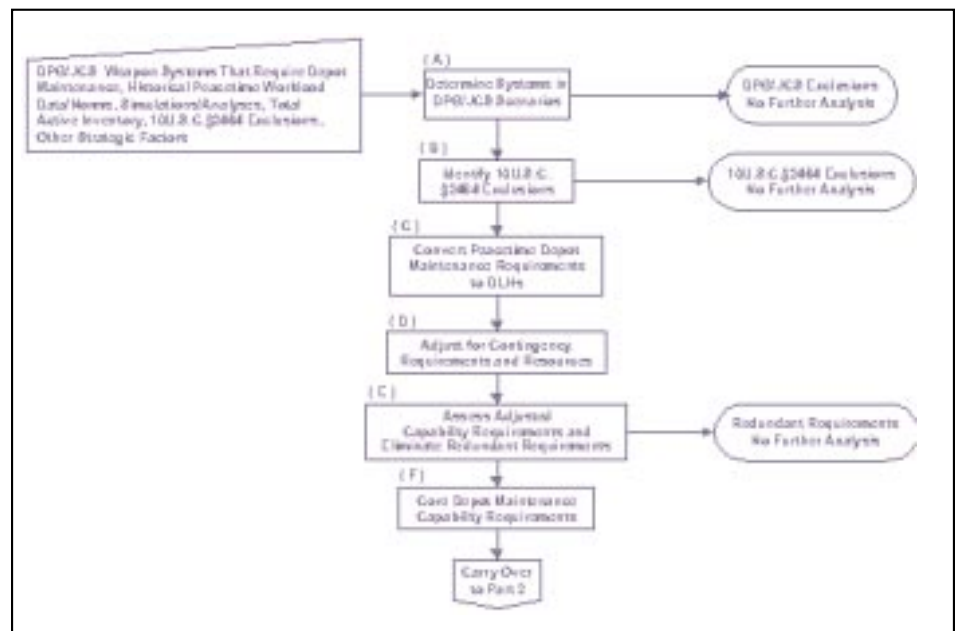 DPG/JCS Weapon Systems That Require Depot
Maintenance, Historical Peacetime Workload
Data/Norms, Simulations/Analyses, Total
Active Inventory, 10 U.S.C. §2464 Exclusions,
Other Strategic Factors
(A)
Determine Systems in
DPG/JCS Scenarios
DPG/JCS Exclusions
No Further Analysis
(B)
Identify 10 U.S.C.
§2464 Exclusions
10 U.S.C. §2464 Exclusions
No Further Analysis
(C)
Convert Peacetime Depot
Maintenance Requirements
to DLHs
(D)
Adjust for Contingency
Requirements and Resources
(E)
Assess Adjusted
Capability Requirements and
Eliminate Redundant Requirements
Redundant Requirements
No Further Analysis
(F)
Core Depot Maintenance
Capability Requirements
Carry Over
to Part 2